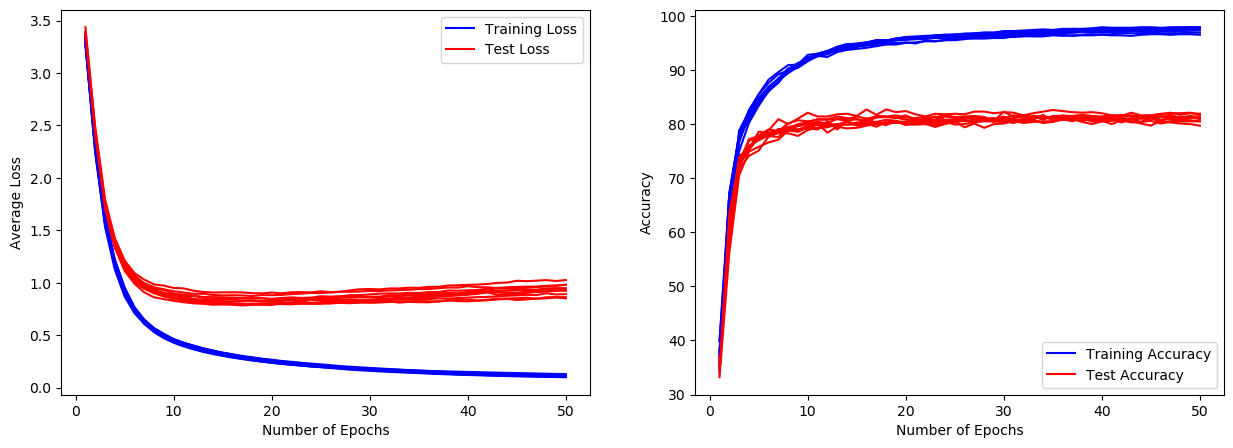 3.5
3.0
2.5
2.0
1.5
1.0
0.5
0.0
Average Loss
0 10 20 30 40 50
Number of Epochs
Training Loss
Test Loss
100
90
80
70
60
50
40
30
Accuracy
0 10 20 30 40 50
Number of Epochs
Training Accuracy
Test Accuracy